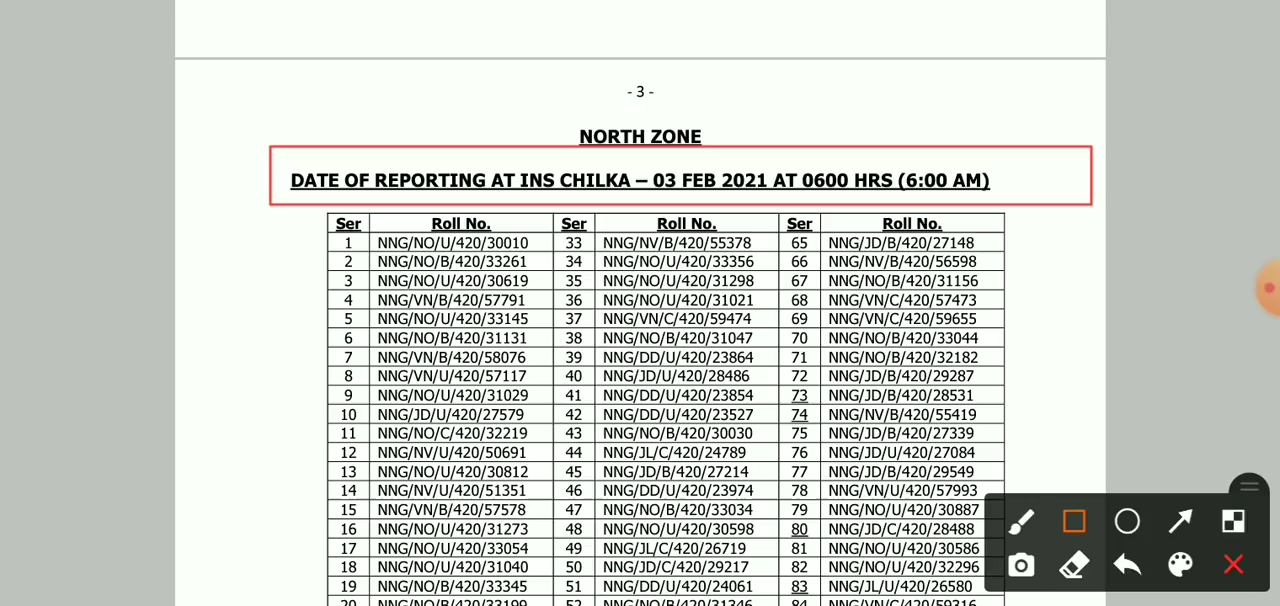 - 3 -
NORTH ZONE
DATE OF REPORTING AT INS CHILKA – 03 FEB 2021 AT 0600 HRS (6:00 AM)
Ser Roll No. Ser Roll No. Ser Roll No.
1 NNG/NO/U/420/30010 33 NNG/NV/B/420/55378 65 NNG/JD/B/420/27148
2 NNG/NO/B/420/33261 34 NNG/NO/U/420/33356 66 NNG/NV/B/420/56598
3 NNG/NO/U/420/30619 35 NNG/NO/U/420/31298 67 NNG/NO/B/420/31156
4 NNG/VN/B/420/57791 36 NNG/NO/U/420/31021 68 NNG/VN/C/420/57473
5 NNG/NO/U/420/33145 37 NNG/VN/C/420/59474 69 NNG/VN/C/420/59655
6 NNG/NO/B/420/31131 38 NNG/NO/B/420/31047 70 NNG/NO/B/420/33044
7 NNG/VN/B/420/58076 39 NNG/DD/U/420/23864 71 NNG/NO/B/420/32182
8 NNG/VN/U/420/57117 40 NNG/JD/U/420/28486 72 NNG/JD/B/420/29287
9 NNG/NO/U/420/31029 41 NNG/DD/U/420/23854 73 NNG/JD/B/420/28531
10 NNG/JD/U/420/27579 42 NNG/DD/U/420/23527 74 NNG/NV/B/420/55419
11 NNG/NO/C/420/32219 43 NNG/NO/B/420/30030 75 NNG/JD/B/420/27339
12 NNG/NV/U/420/50691 44 NNG/JL/C/420/24789 76 NNG/JD/U/420/27084
13 NNG/NO/U/420/30812 45 NNG/JD/B/420/27214 77 NNG/JD/B/420/29549
14 NNG/NV/U/420/51351 46 NNG/DD/U/420/23974 78 NNG/VN/U/420/57993
15 NNG/VN/B/420/57578 47 NNG/NO/B/420/33034 79 NNG/NO/U/420/30887
16 NNG/NO/U/420/31273 48 NNG/NO/U/420/30598 80 NNG/JD/C/420/28488
17 NNG/NO/U/420/33054 49 NNG/JL/C/420/26719 81 NNG/NO/U/420/30586
18 NNG/NO/U/420/31040 50 NNG/JD/C/420/29217 82 NNG/NO/U/420/32296
19 NNG/NO/B/420/33345 51 NNG/DD/U/420/24061 83 NNG/JL/U/420/26580
20 NNG/NO/B/420/33199 52 NNG/NO/B/420/31346 84 NNG/VN/C/420/59316